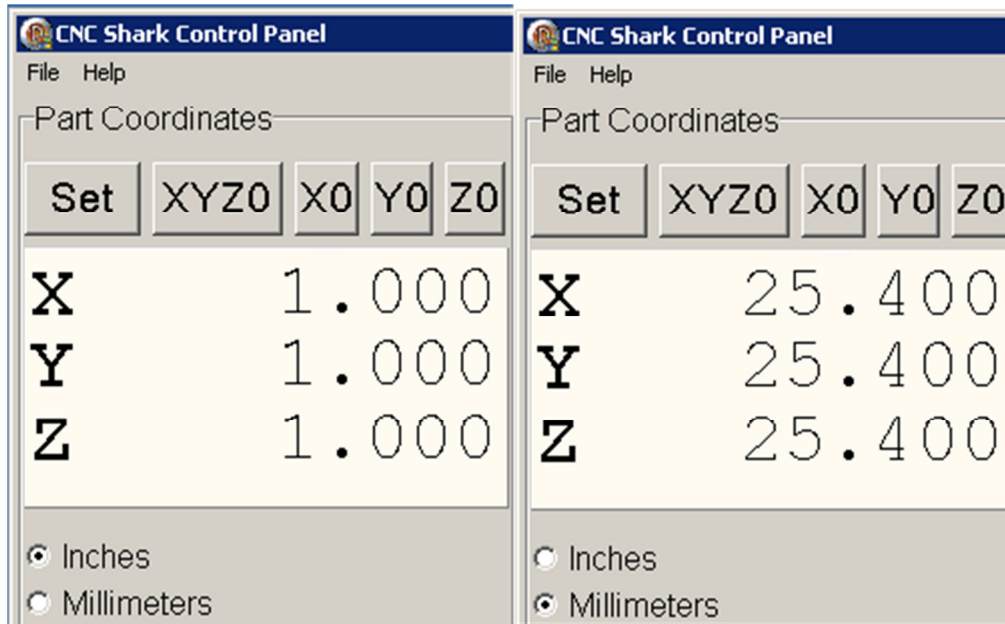 CNC Shark Control Panel
File Help
Part Coordinates
Set XYZ0 X0 Y0 Z0
X 1.000
Y 1.000
Z 1.000
Inches
Millimeters
CNC Shark Control Panel
File Help
Part Coordinates
Set XYZ0 X0 Y0 Z0
X 25.400
Y 25.400
Z 25.400
Inches
Millimeters